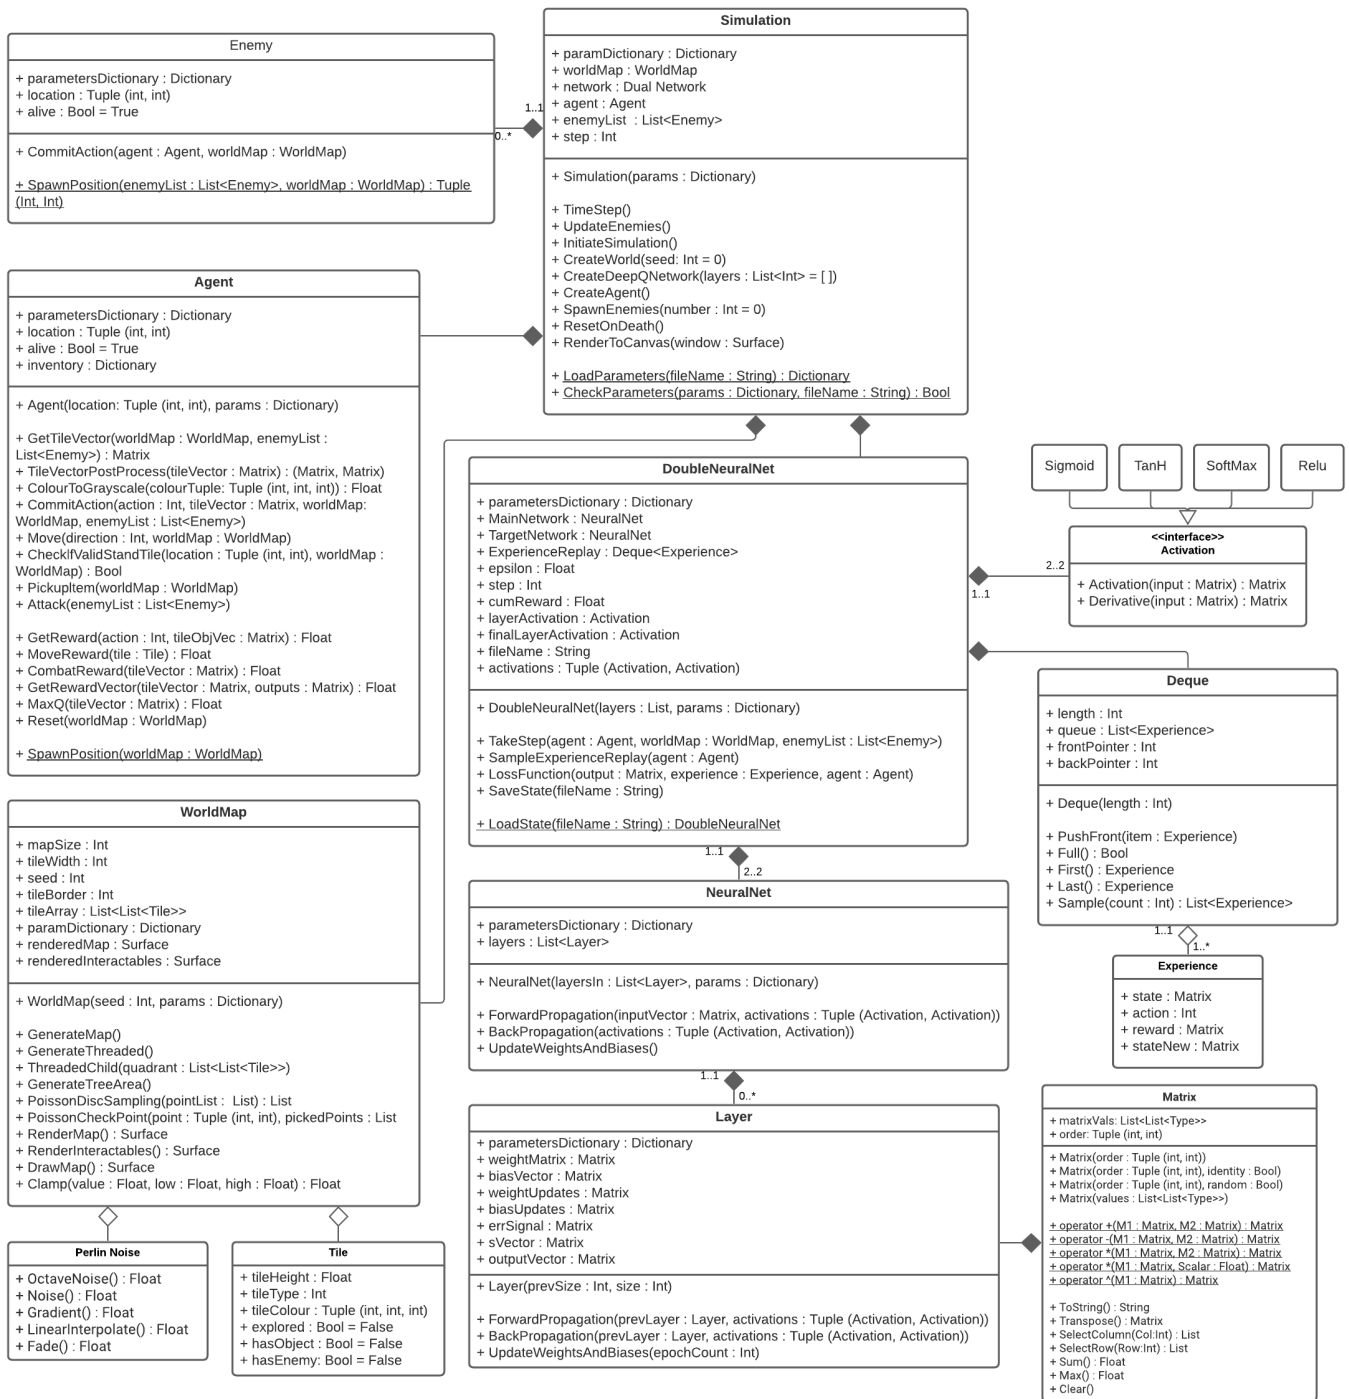 Enemy
+ parametersDictionary : Dictionary
+ location : Tuple (int, int)
+ alive : Bool = True
+ CommitAction(agent : Agent, worldMap : WorldMap)
+ SpawnPosition(enemyList : List<Enemy>, worldMap : WorldMap) : Tuple
(Int, Int)
1..1
0..*
Simulation
+ paramDictionary : Dictionary
+ worldMap : WorldMap
+ network : Dual Network
+ agent : Agent
+ enemyList  : List<Enemy>
+ step : Int
+ Simulation(params : Dictionary)
+ TimeStep()
+ UpdateEnemies()
+ InitiateSimulation()
+ CreateWorld(seed: Int = 0)
+ CreateDeepQNetwork(layers : List<Int> = [ ])
+ CreateAgent()
+ SpawnEnemies(number : Int = 0)
+ ResetOnDeath()
+ RenderToCanvas(window : Surface)
+ LoadParameters(fileName : String) : Dictionary
+ CheckParameters(params : Dictionary, fileName : String) : Bool
Agent
+ parametersDictionary : Dictionary
+ location : Tuple (int, int)
+ alive : Bool = True
+ inventory : Dictionary
+ Agent(location: Tuple (int, int), params : Dictionary)
+ GetTileVector(worldMap : WorldMap, enemyList :
List<Enemy>) : Matrix
+ TileVectorPostProcess(tileVector : Matrix) : (Matrix, Matrix)
+ ColourToGrayscale(colourTuple: Tuple (int, int, int)) : Float
+ CommitAction(action : Int, tileVector : Matrix, worldMap:
WorldMap, enemyList : List<Enemy>)
+ Move(direction : Int, worldMap : WorldMap)
+ CheckIfValidStandTile(location : Tuple (int, int), worldMap :
WorldMap) : Bool
+ PickupItem(worldMap : WorldMap)
+ Attack(enemyList : List<Enemy>)
+ GetReward(action : Int, tileObjVec : Matrix) : Float
+ MoveReward(tile : Tile) : Float
+ CombatReward(tileVector : Matrix) : Float
+ GetRewardVector(tileVector : Matrix, outputs : Matrix) : Float
+ MaxQ(tileVector : Matrix) : Float
+ Reset(worldMap : WorldMap)
+ SpawnPosition(worldMap : WorldMap)
DoubleNeuralNet
+ parametersDictionary : Dictionary
+ MainNetwork : NeuralNet
+ TargetNetwork : NeuralNet
+ ExperienceReplay : Deque<Experience>
+ epsilon : Float
+ step : Int
+ cumReward : Float
+ layerActivation : Activation
+ finalLayerActivation : Activation
+ fileName : String
+ activations : Tuple (Activation, Activation)
+ DoubleNeuralNet(layers : List, params : Dictionary)
+ TakeStep(agent : Agent, worldMap : WorldMap, enemyList : List<Enemy>)
+ SampleExperienceReplay(agent : Agent)
+ LossFunction(output : Matrix, experience : Experience, agent : Agent)
+ SaveState(fileName : String)
+ LoadState(fileName : String) : DoubleNeuralNet
Sigmoid
TanH
SoftMax
Relu
<<interface>>
Activation
+ Activation(input : Matrix) : Matrix
+ Derivative(input : Matrix) : Matrix
2..2
1..1
Deque
+ length : Int
+ queue : List<Experience>
+ frontPointer : Int
+ backPointer : Int
+ Deque(length : Int)
+ PushFront(item : Experience)
+ Full() : Bool
+ First() : Experience
+ Last() : Experience
+ Sample(count : Int) : List<Experience>
1..1
1..*
Experience
+ state : Matrix
+ action : Int
+ reward : Matrix
+ stateNew : Matrix
WorldMap
+ mapSize : Int
+ tileWidth : Int
+ seed : Int
+ tileBorder : Int
+ tileArray : List<List<Tile>>
+ paramDictionary : Dictionary
+ renderedMap : Surface
+ renderedInteractables : Surface
+ WorldMap(seed : Int, params : Dictionary)
+ GenerateMap()
+ GenerateThreaded()
+ ThreadedChild(quadrant : List<List<Tile>>)
+ GenerateTreeArea()
+ PoissonDiscSampling(pointList :  List) : List
+ PoissonCheckPoint(point : Tuple (int, int), pickedPoints : List
+ RenderMap() : Surface
+ RenderInteractables() : Surface
+ DrawMap() : Surface
+ Clamp(value : Float, low : Float, high : Float) : Float
1..1
2..2
NeuralNet
+ parametersDictionary : Dictionary
+ layers : List<Layer>
+ NeuralNet(layersIn : List<Layer>, params : Dictionary)
+ ForwardPropagation(inputVector : Matrix, activations : Tuple (Activation, Activation))
+ BackPropagation(activations : Tuple (Activation, Activation))
+ UpdateWeightsAndBiases()
1..1
0..*
Layer
+ parametersDictionary : Dictionary
+ weightMatrix : Matrix
+ biasVector : Matrix
+ weightUpdates : Matrix
+ biasUpdates : Matrix
+ errSignal : Matrix
+ sVector : Matrix
+ outputVector : Matrix
+ Layer(prevSize : Int, size : Int)
+ ForwardPropagation(prevLayer : Layer, activations : Tuple (Activation, Activation))
+ BackPropagation(prevLayer : Layer, activations : Tuple (Activation, Activation))
+ UpdateWeightsAndBiases(epochCount : Int)
Matrix
+ matrixVals: List<List<Type>>
+ order: Tuple (int, int)
+ Matrix(order : Tuple (int, int))
+ Matrix(order : Tuple (int, int), identity : Bool)
+ Matrix(order : Tuple (int, int), random : Bool)
+ Matrix(values : List<List<Type>>)
+ operator +(M1 : Matrix, M2 : Matrix) : Matrix
+ operator -(M1 : Matrix, M2 : Matrix) : Matrix
+ operator *(M1 : Matrix, M2 : Matrix) : Matrix
+ operator *(M1 : Matrix, Scalar : Float) : Matrix
+ operator ^(M1 : Matrix) : Matrix
+ ToString() : String
+ Transpose() : Matrix
+ SelectColumn(Col:Int) : List
+ SelectRow(Row:Int) : List
+ Sum() : Float
+ Max() : Float
+ Clear()
Perlin Noise
+ OctaveNoise() : Float
+ Noise() : Float
+ Gradient() : Float
+ LinearInterpolate() : Float
+ Fade() : Float
Tile
+ tileHeight : Float
+ tileType : Int
+ tileColour : Tuple (int, int, int)
+ explored : Bool = False
+ hasObject : Bool = False
+ hasEnemy: Bool = False